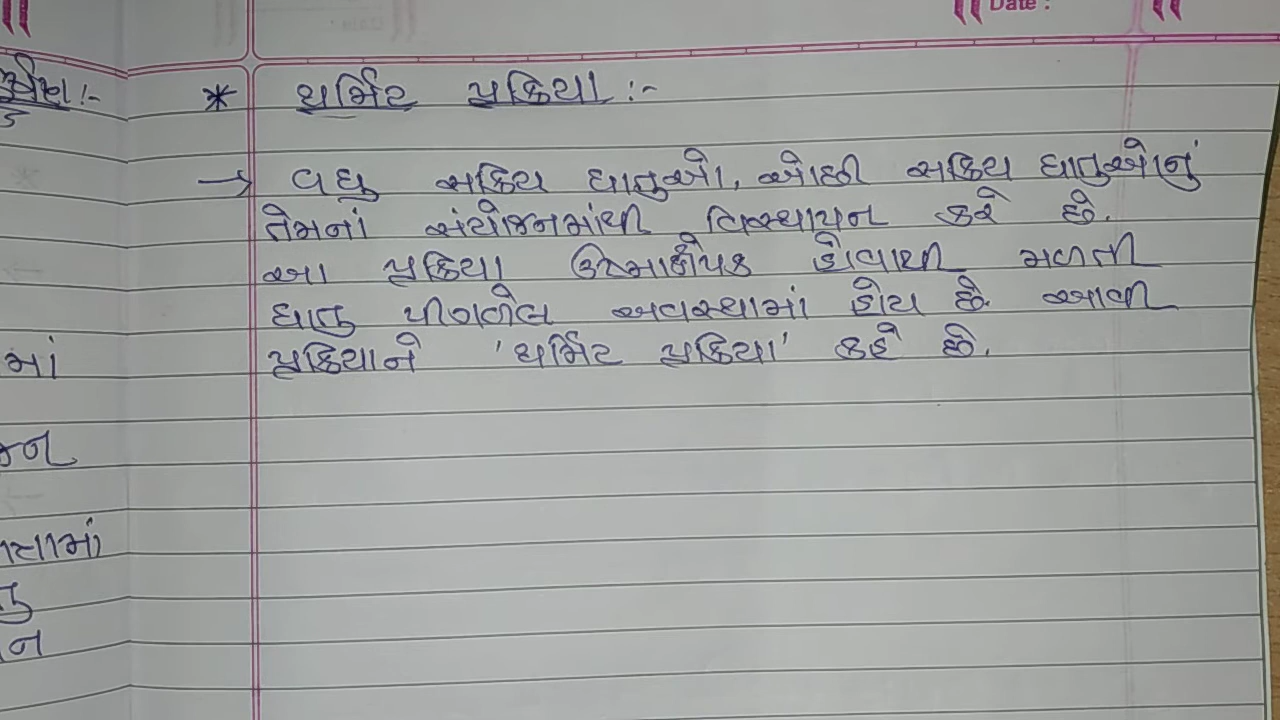 Date :
* થર્મિટ પ્રક્રિયા :-
→ વધુ સક્રિય ધાતુઓ, ઓછી સક્રિય ધાતુઓનું
તેમનાં સંયોજનમાંથી વિસ્થાપન કરે છે.
આ પ્રક્રિયા ઉષ્માક્ષેપક હોવાથી મળતી
ધાતુ પીગળેલ અવસ્થામાં હોય છે. આવી
પ્રક્રિયાને 'થર્મિટ પ્રક્રિયા' કહે છે.
માં